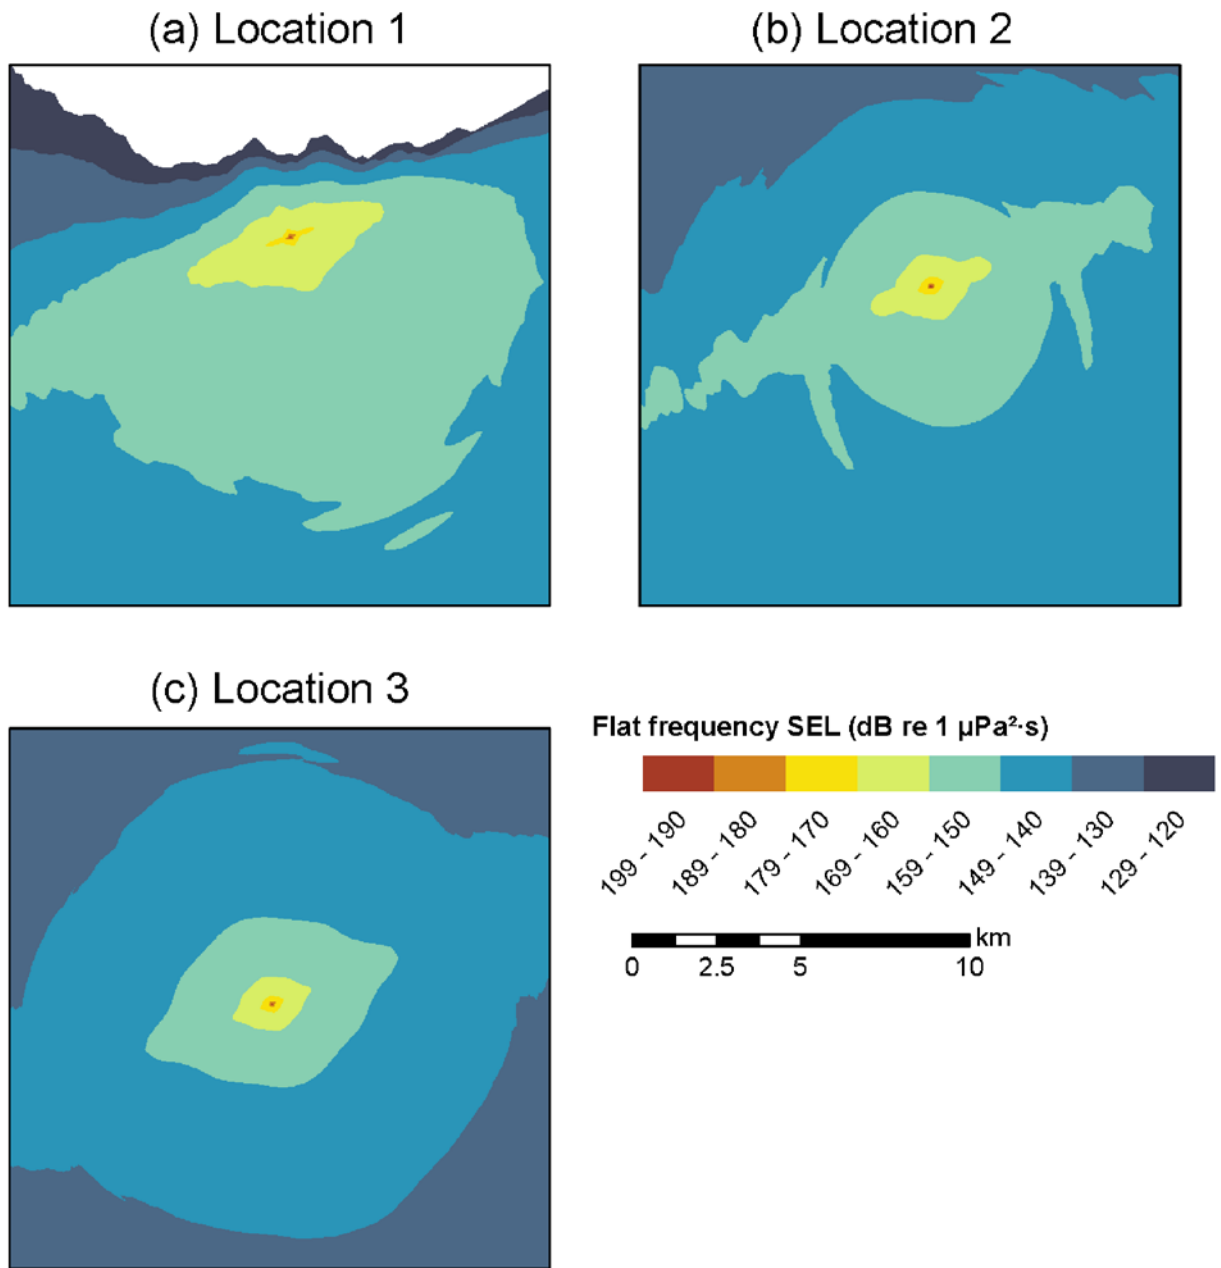 (a) Location 1
(b) Location 2
(c) Location 3
Flat frequency SEL (dB re 1 µPa²·s)
199 - 190
189 - 180
179 - 170
169 - 160
159 - 150
149 - 140
139 - 130
129 - 120
km
0 2.5 5 10